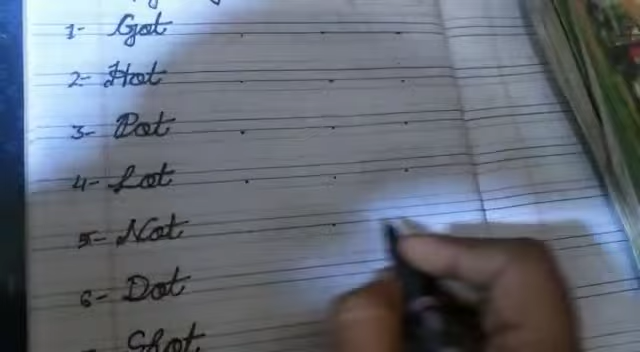 1- Got
2- Hot
3- Pot
4- Lot
5- Not
6- Dot
Shot